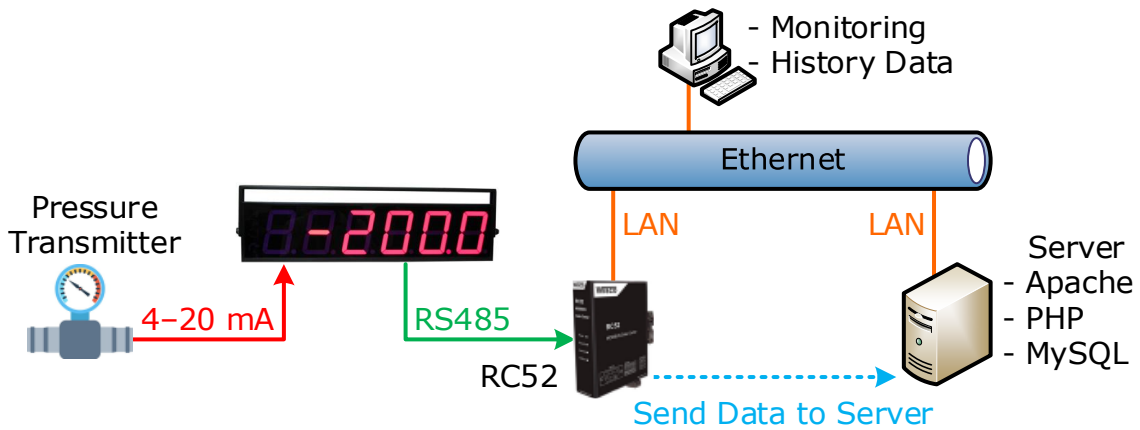 - Monitoring
- History Data
Ethernet
Pressure
Transmitter
-200.0
LAN
LAN
4–20 mA
RS485
RC52
RC52
Server
- Apache
- PHP
- MySQL
Send Data to Server